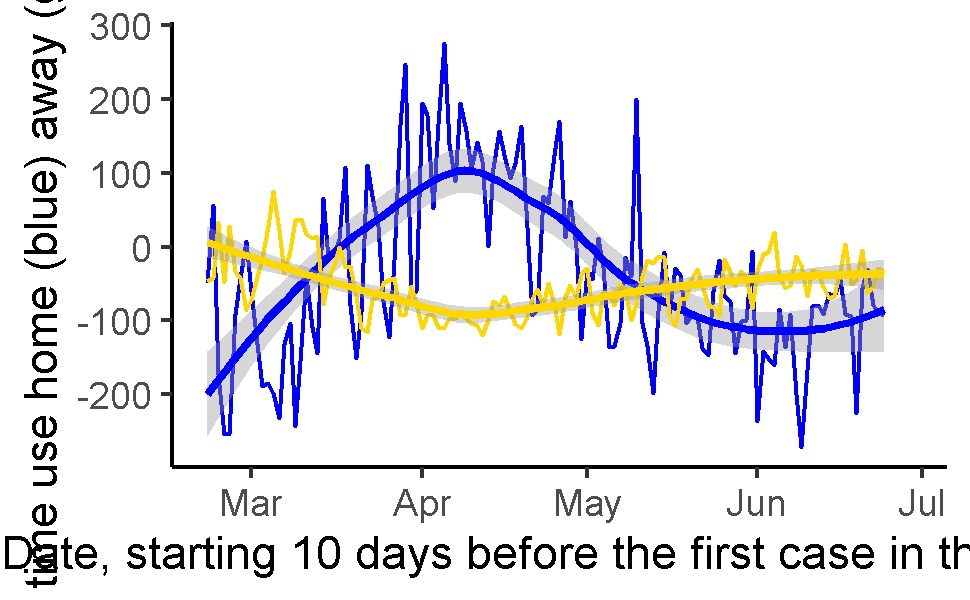 300
200
100
0
-100
-200
time use home (blue) away (
Mar Apr May Jun Jul
Date, starting 10 days before the first case in th